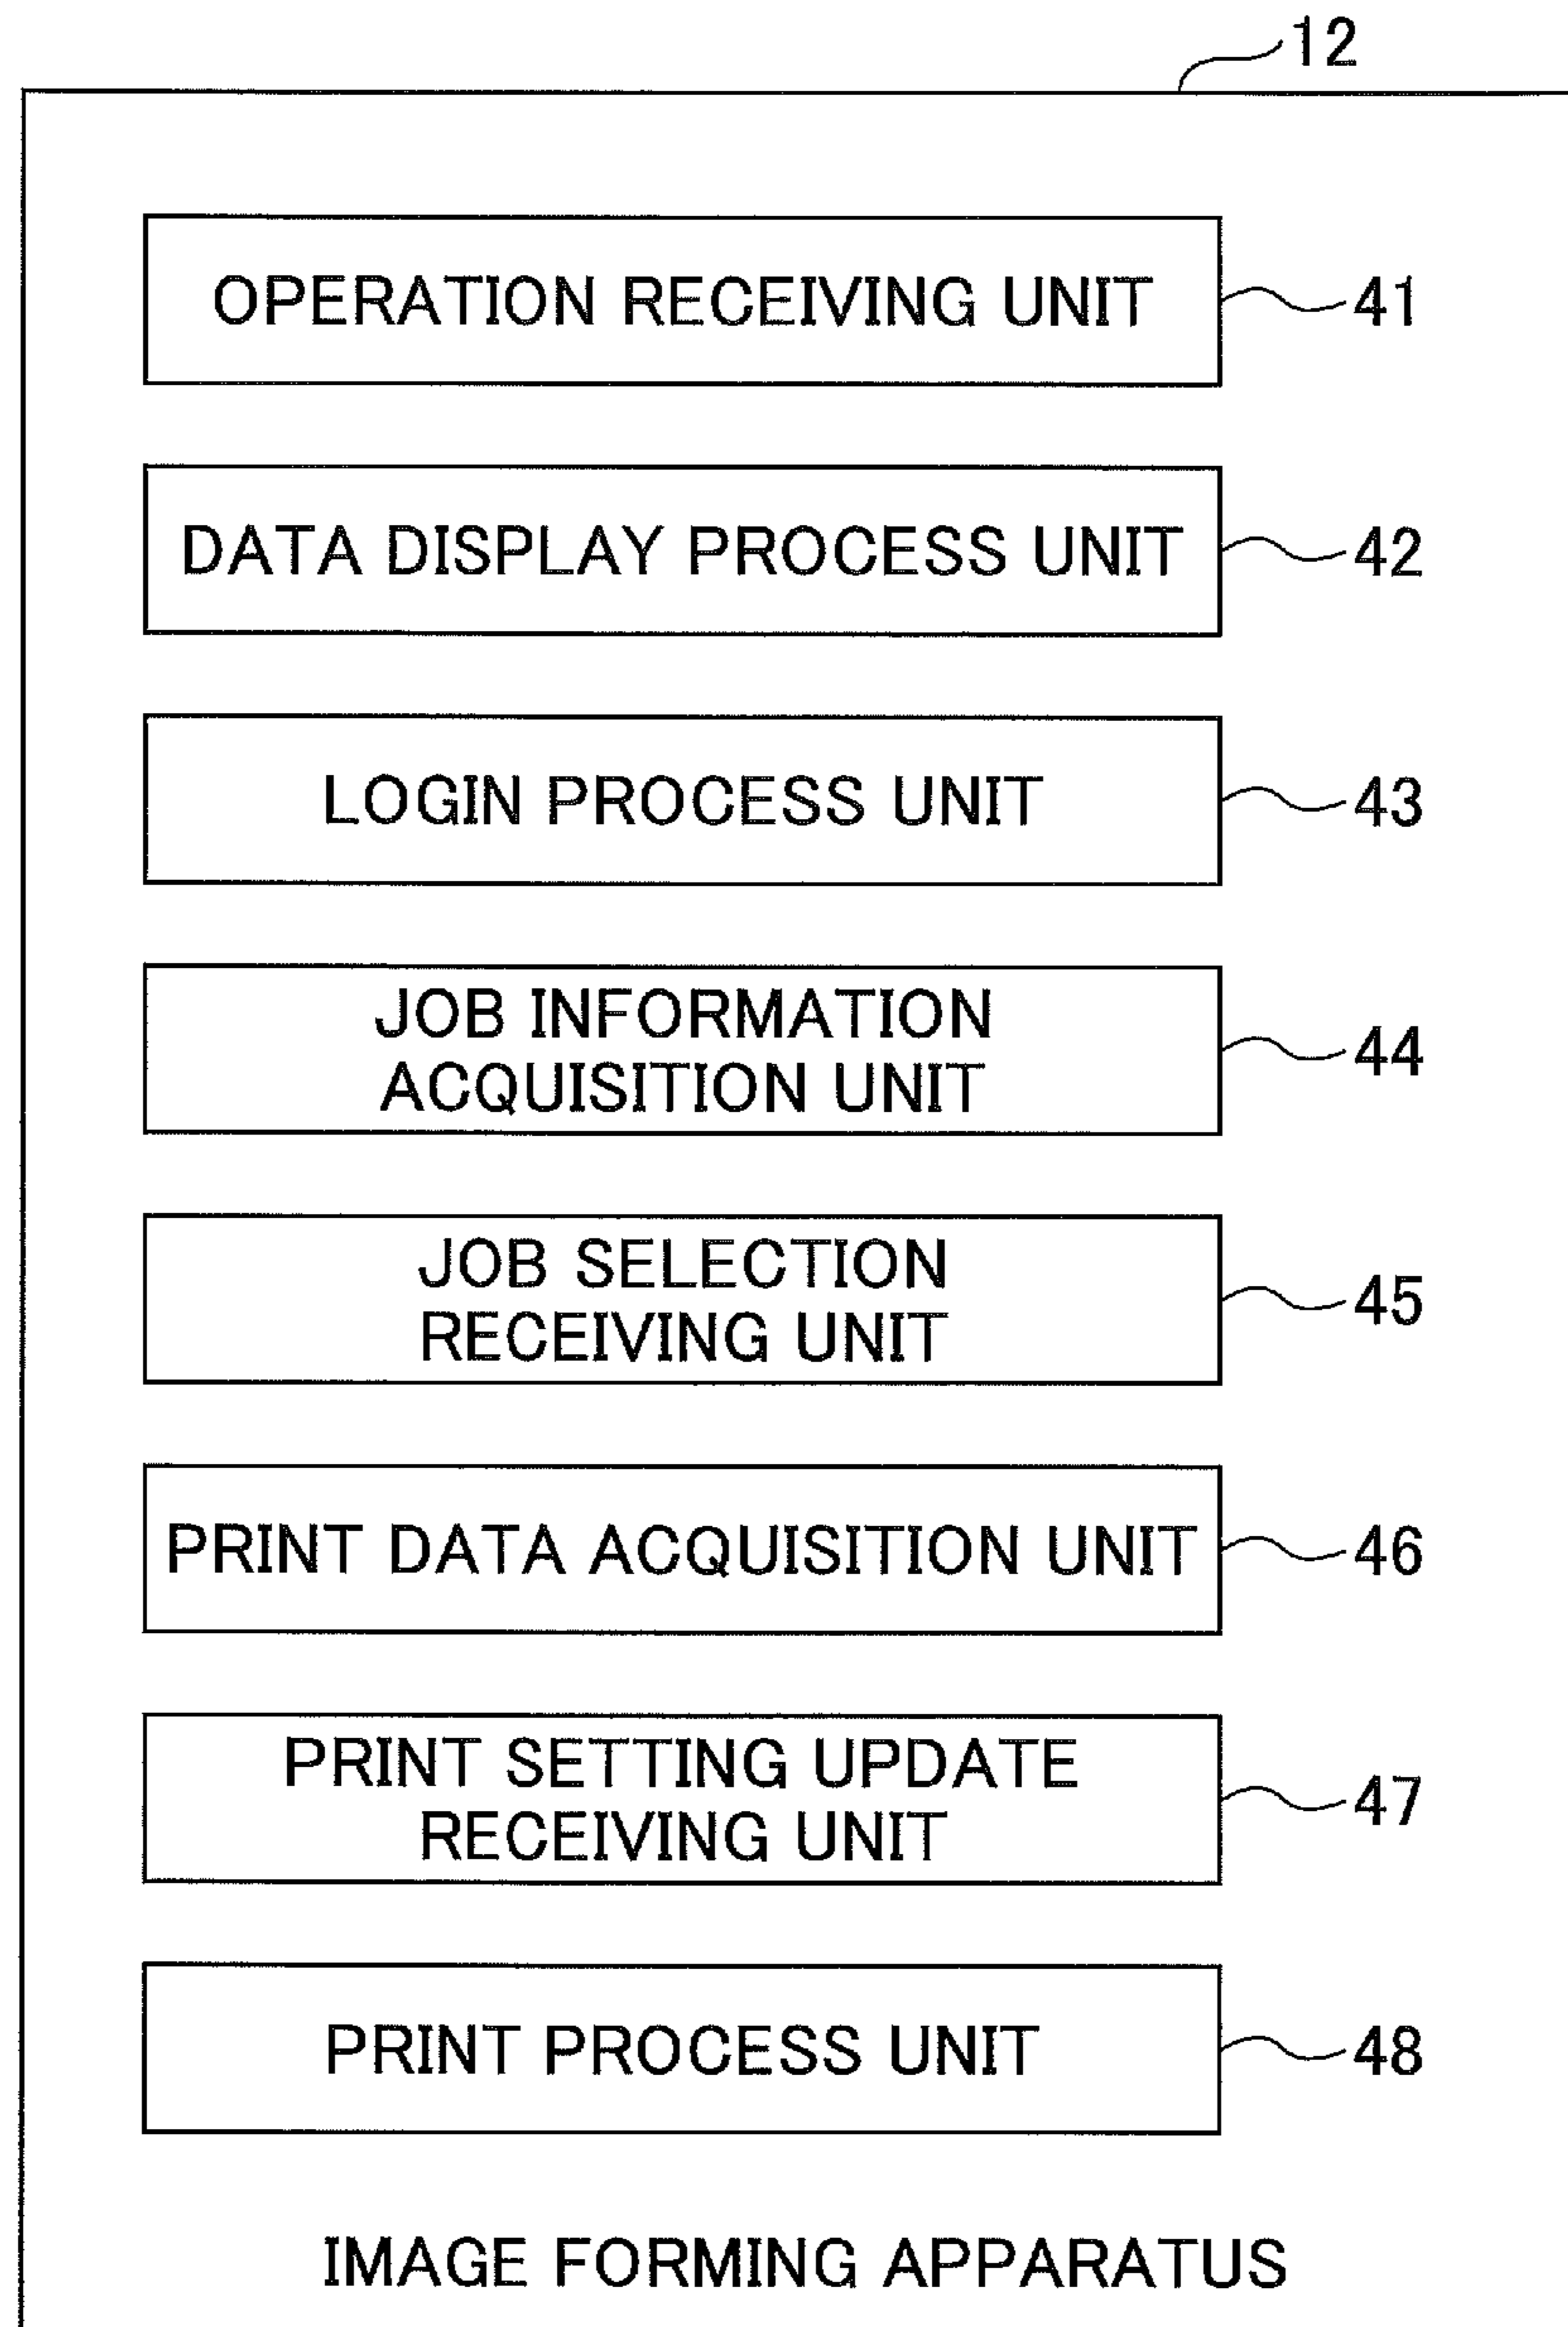 12
OPERATION RECEIVING UNIT
41
DATA DISPLAY PROCESS UNIT
42
LOGIN PROCESS UNIT
43
JOB INFORMATION
ACQUISITION UNIT
44
JOB SELECTION
RECEIVING UNIT
45
PRINT DATA ACQUISITION UNIT
46
PRINT SETTING UPDATE
RECEIVING UNIT
47
PRINT PROCESS UNIT
48
IMAGE FORMING APPARATUS